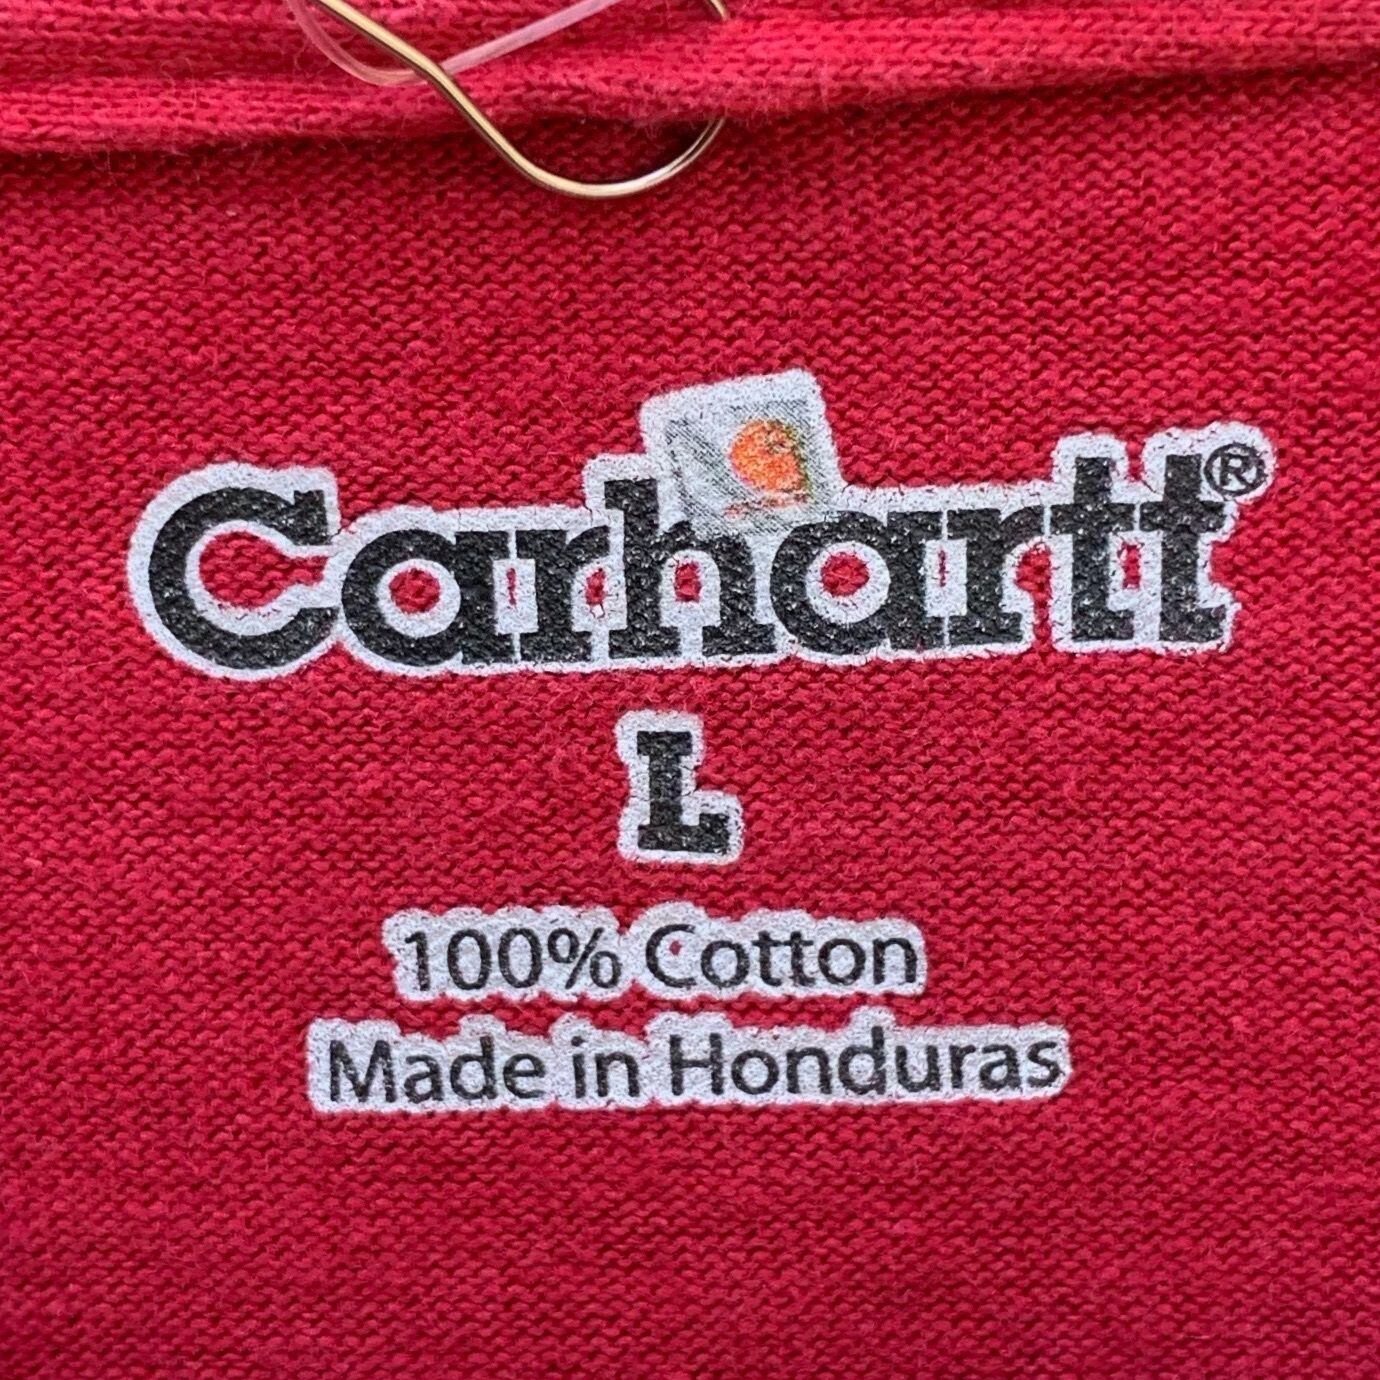 Carhartt®
L
100% Cotton
Made in Honduras